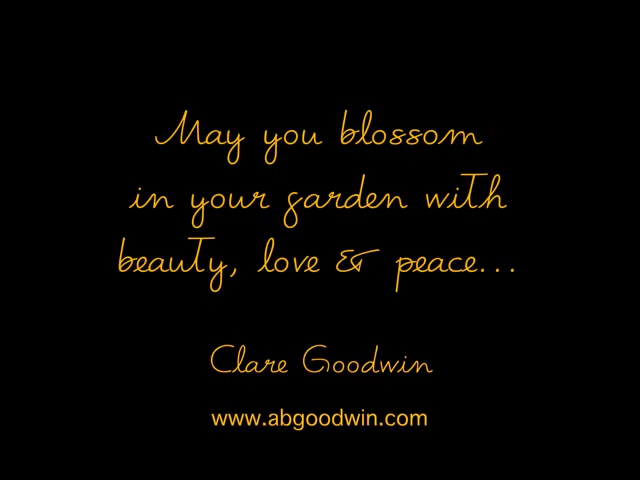 May you blossom
in your garden with
beauty, love & peace...
Clare Goodwin
www.abgoodwin.com